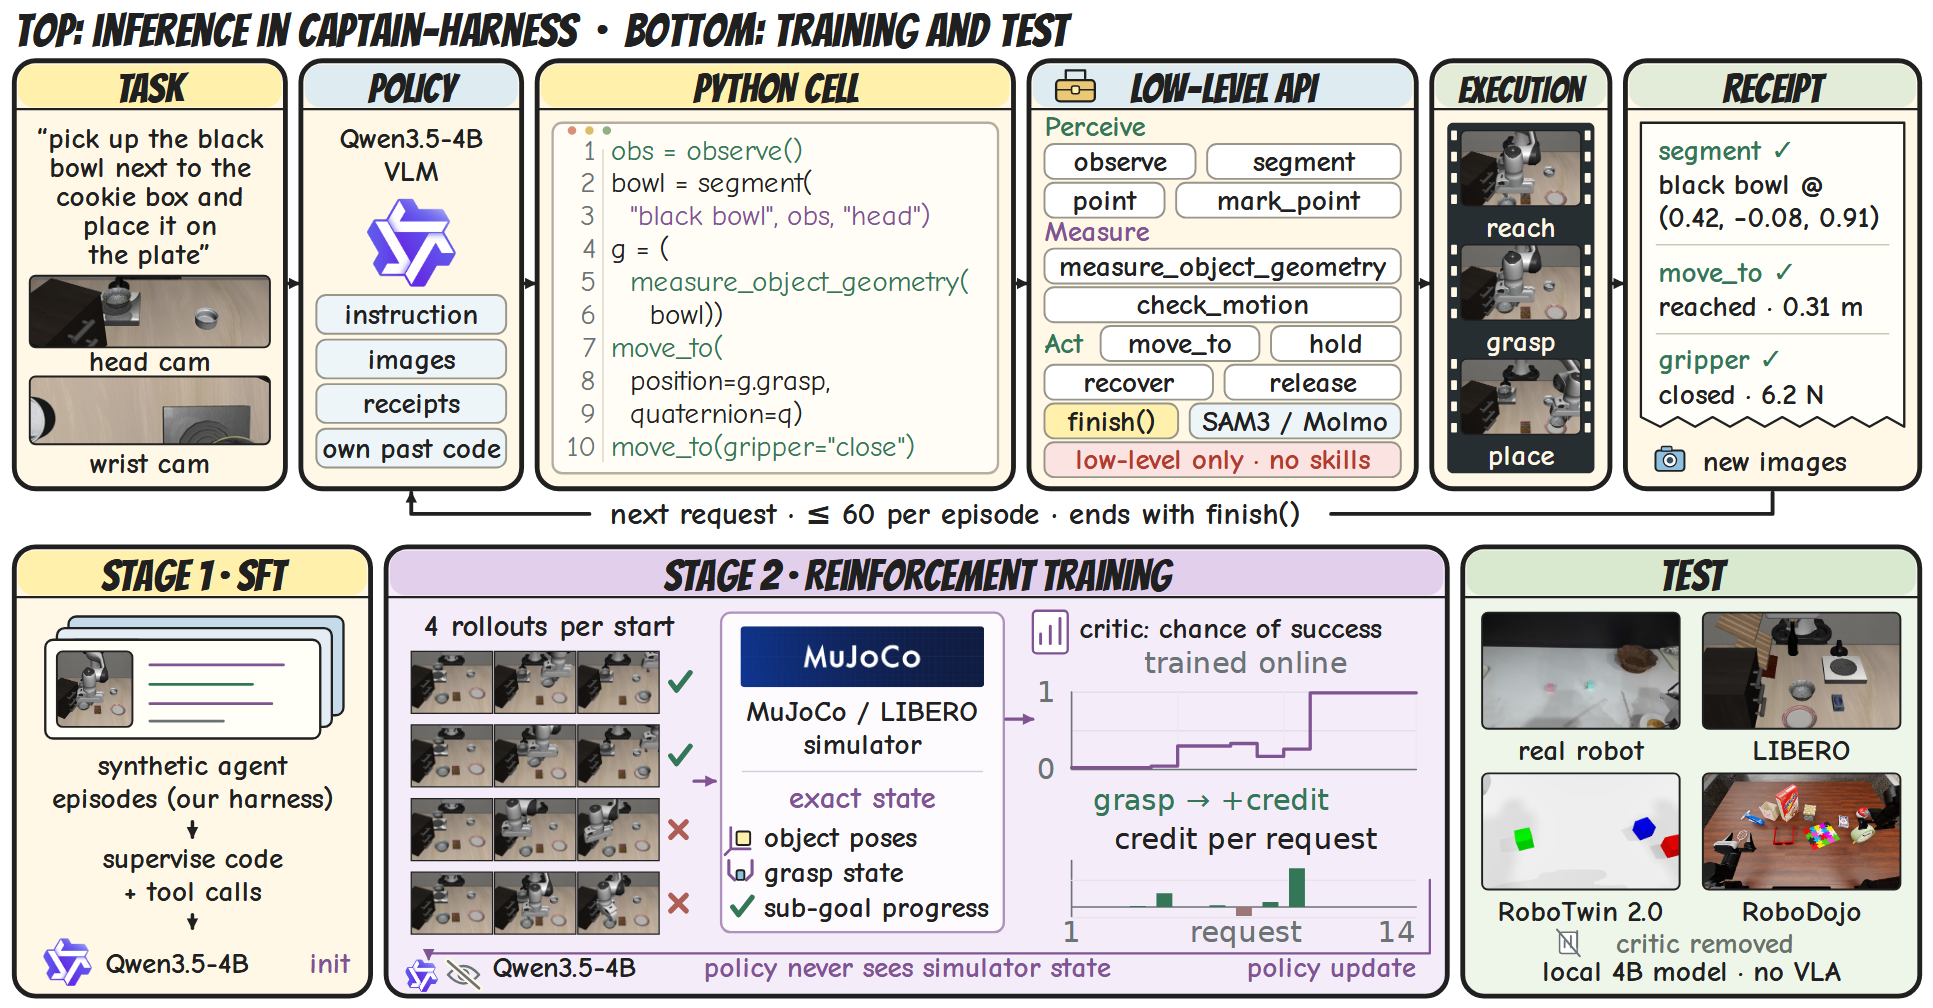 TOP: INFERENCE IN CAPTAIN-HARNESS • BOTTOM: TRAINING AND TEST
TASK
“pick up the black
bowl next to the
cookie box and
place it on
the plate”
head cam
wrist cam
POLICY
Qwen3.5-4B
VLM
instruction
images
receipts
own past code
PYTHON CELL
1 obs = observe()
2 bowl = segment(
3 "black bowl", obs, "head")
4 g = (
5 measure_object_geometry(
6 bowl))
7 move_to(
8 position=g.grasp,
9 quaternion=q)
10 move_to(gripper="close")
LOW-LEVEL API
Perceive
observe segment
point mark_point
Measure
measure_object_geometry
check_motion
Act move_to hold
recover release
finish() SAM3 / Molmo
low-level only · no skills
EXECUTION
reach
grasp
place
RECEIPT
segment ✓
black bowl @
(0.42, -0.08, 0.91)
move_to ✓
reached · 0.31 m
gripper ✓
closed · 6.2 N
new images
next request · ≤ 60 per episode · ends with finish()
STAGE 1 · SFT
synthetic agent
episodes (our harness)
supervise code
+ tool calls
Qwen3.5-4B init
STAGE 2 · REINFORCEMENT TRAINING
4 rollouts per start
MuJoCo
MuJoCo / LIBERO
simulator
exact state
object poses
grasp state
sub-goal progress
critic: chance of success
trained online
1
0
grasp → +credit
credit per request
1 request 14
Qwen3.5-4B policy never sees simulator state policy update
TEST
real robot LIBERO
RoboTwin 2.0 RoboDojo
critic removed
local 4B model · no VLA